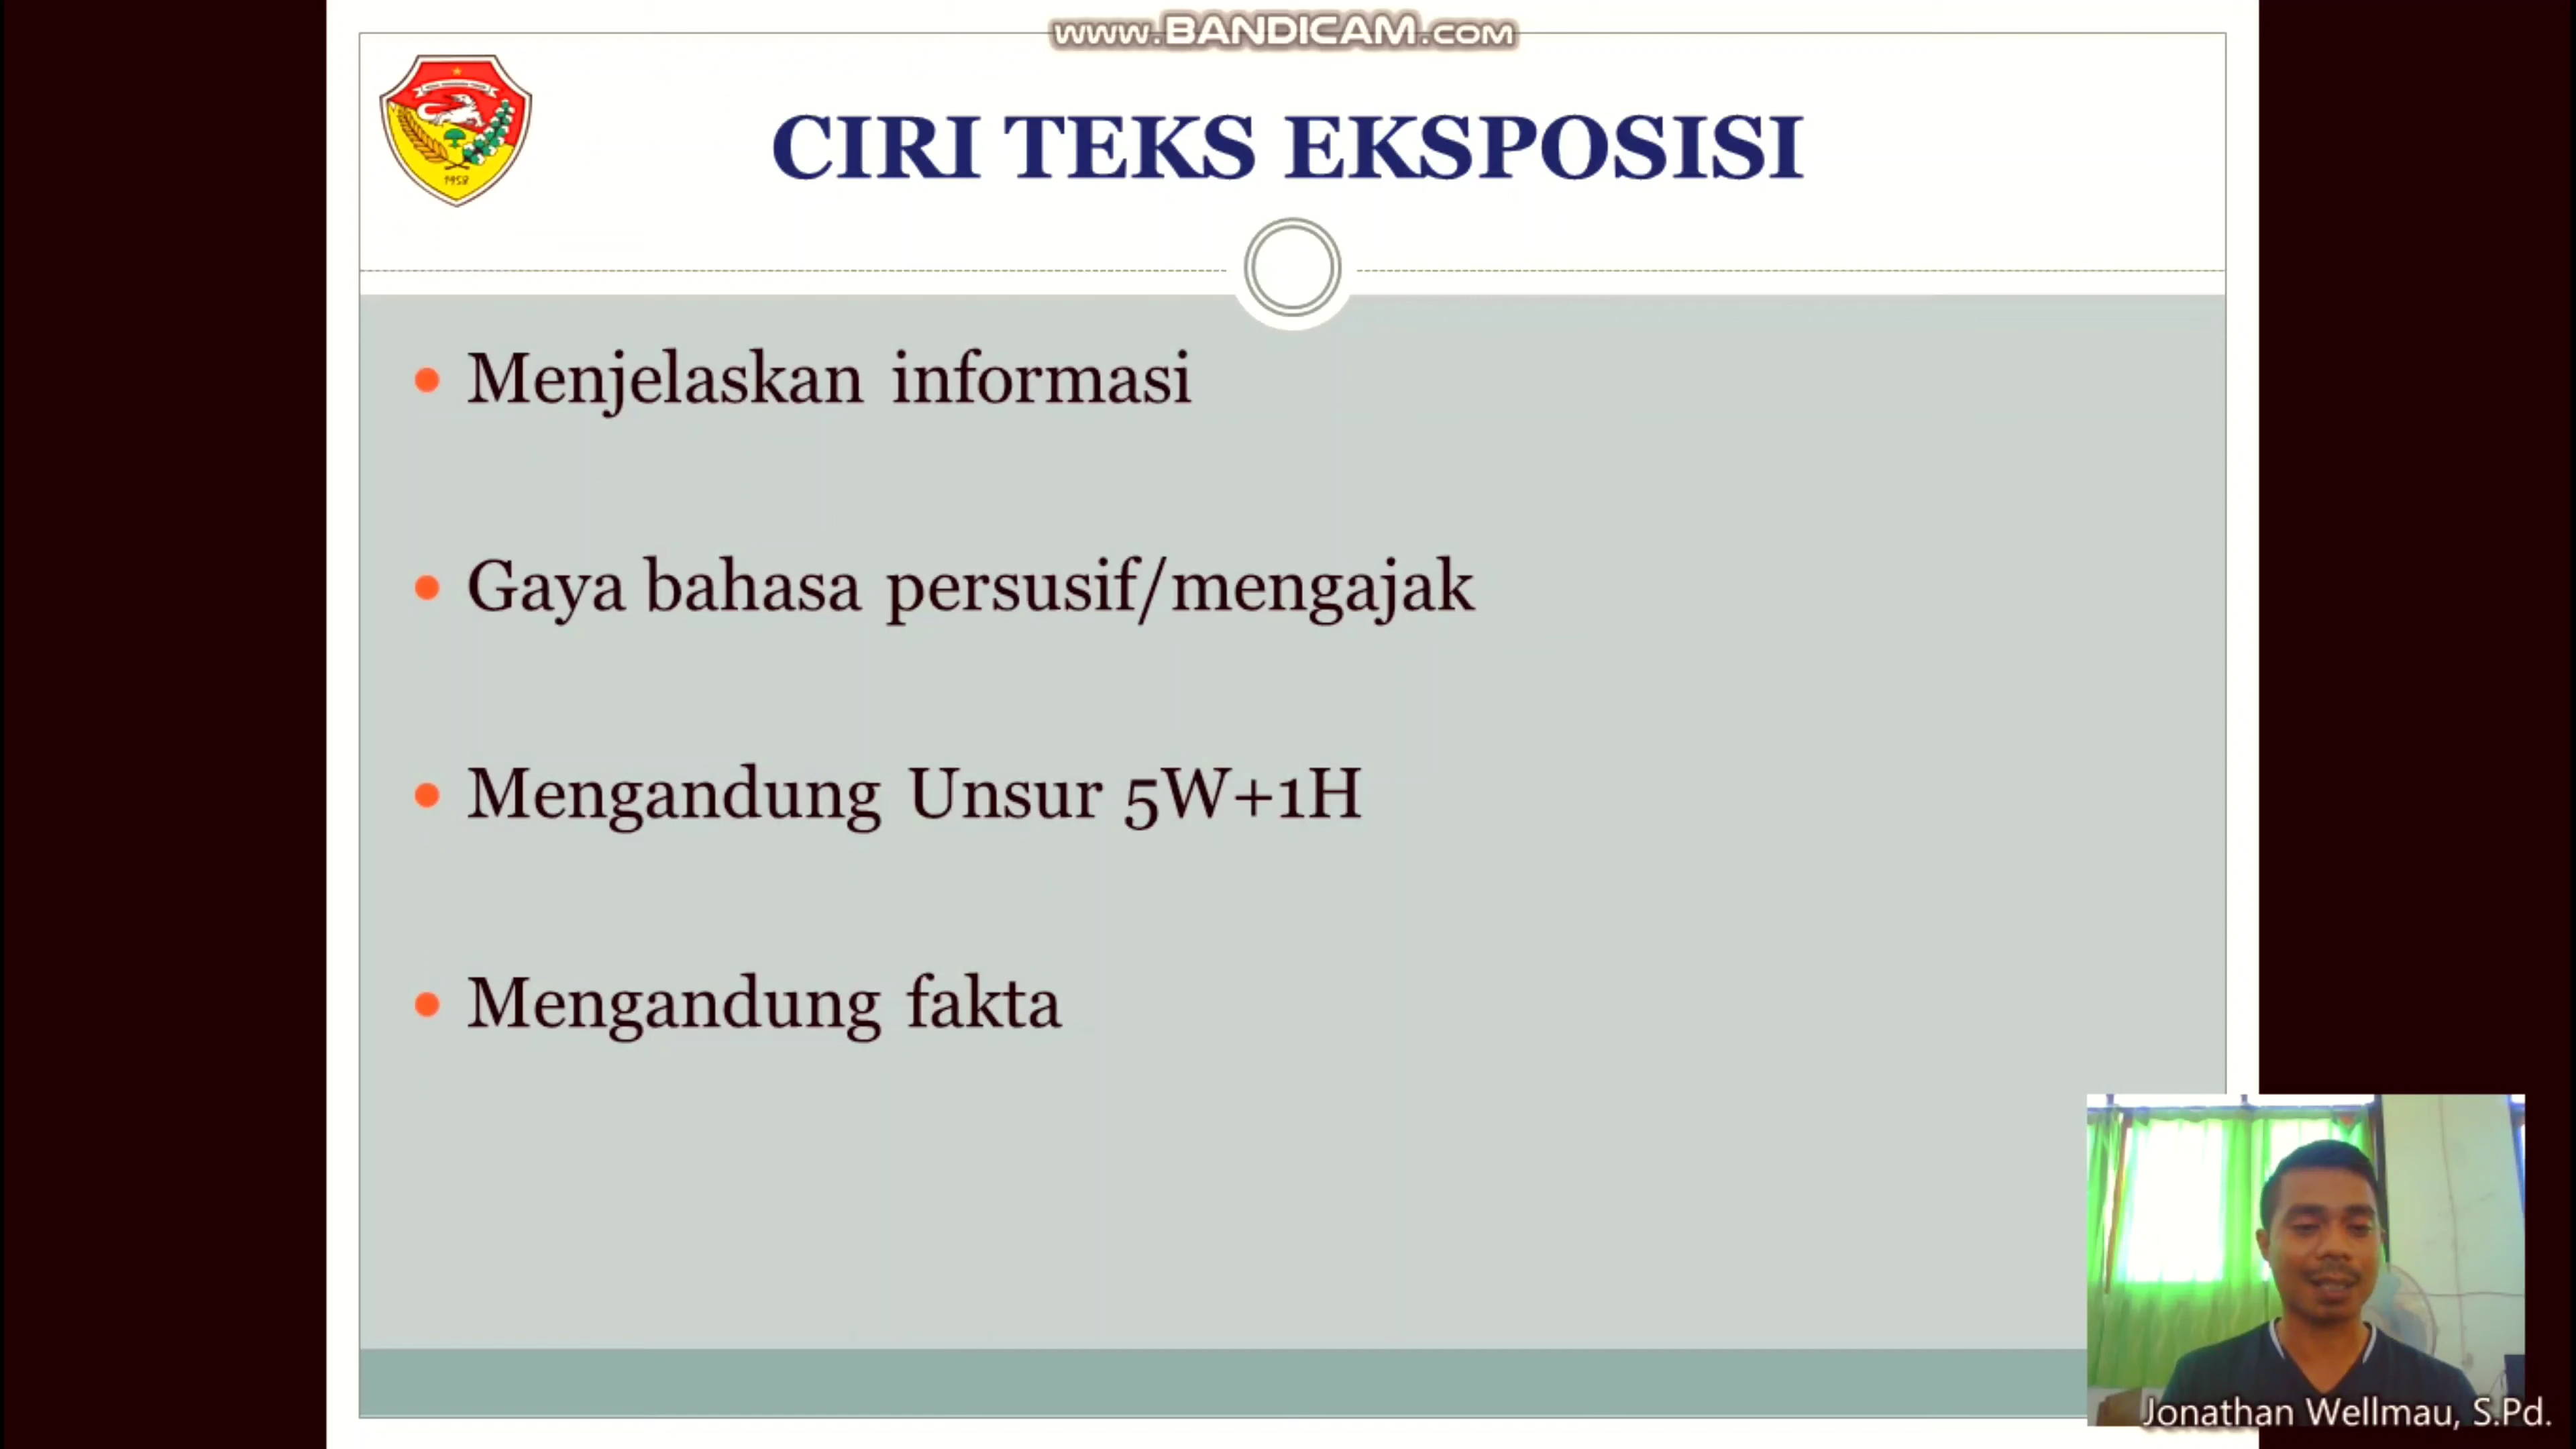 www.BANDICAM.com
CIRI TEKS EKSPOSISI
1958
• Menjelaskan informasi
• Gaya bahasa persusif/mengajak
• Mengandung Unsur 5W+1H
• Mengandung fakta
Jonathan Wellmau, S.Pd.